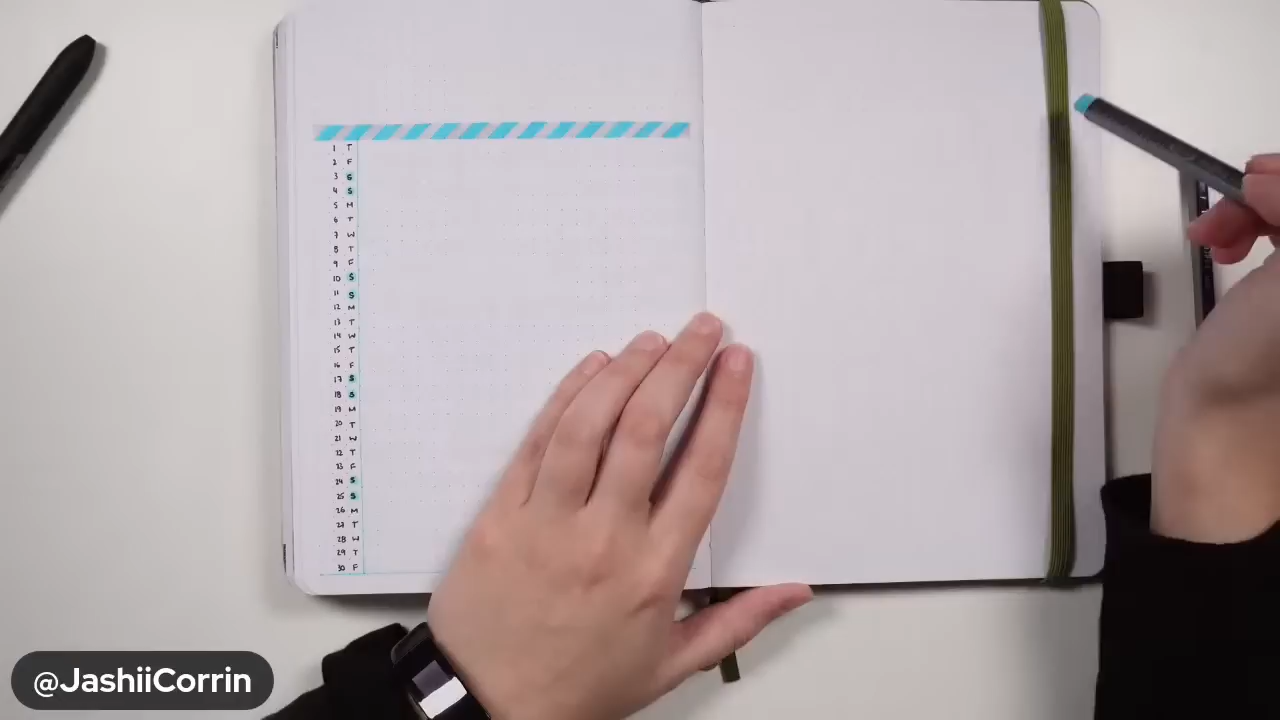 1 T
2 F
3 S
4 S
5 M
6 T
7 W
8 T
9 F
10 S
11 S
12 M
13 T
14 W
15 T
16 F
17 S
18 S
19 M
20 T
21 W
22 T
23 F
24 S
25 S
26 M
27 T
28 W
29 T
30 F
@JashiiCorrin